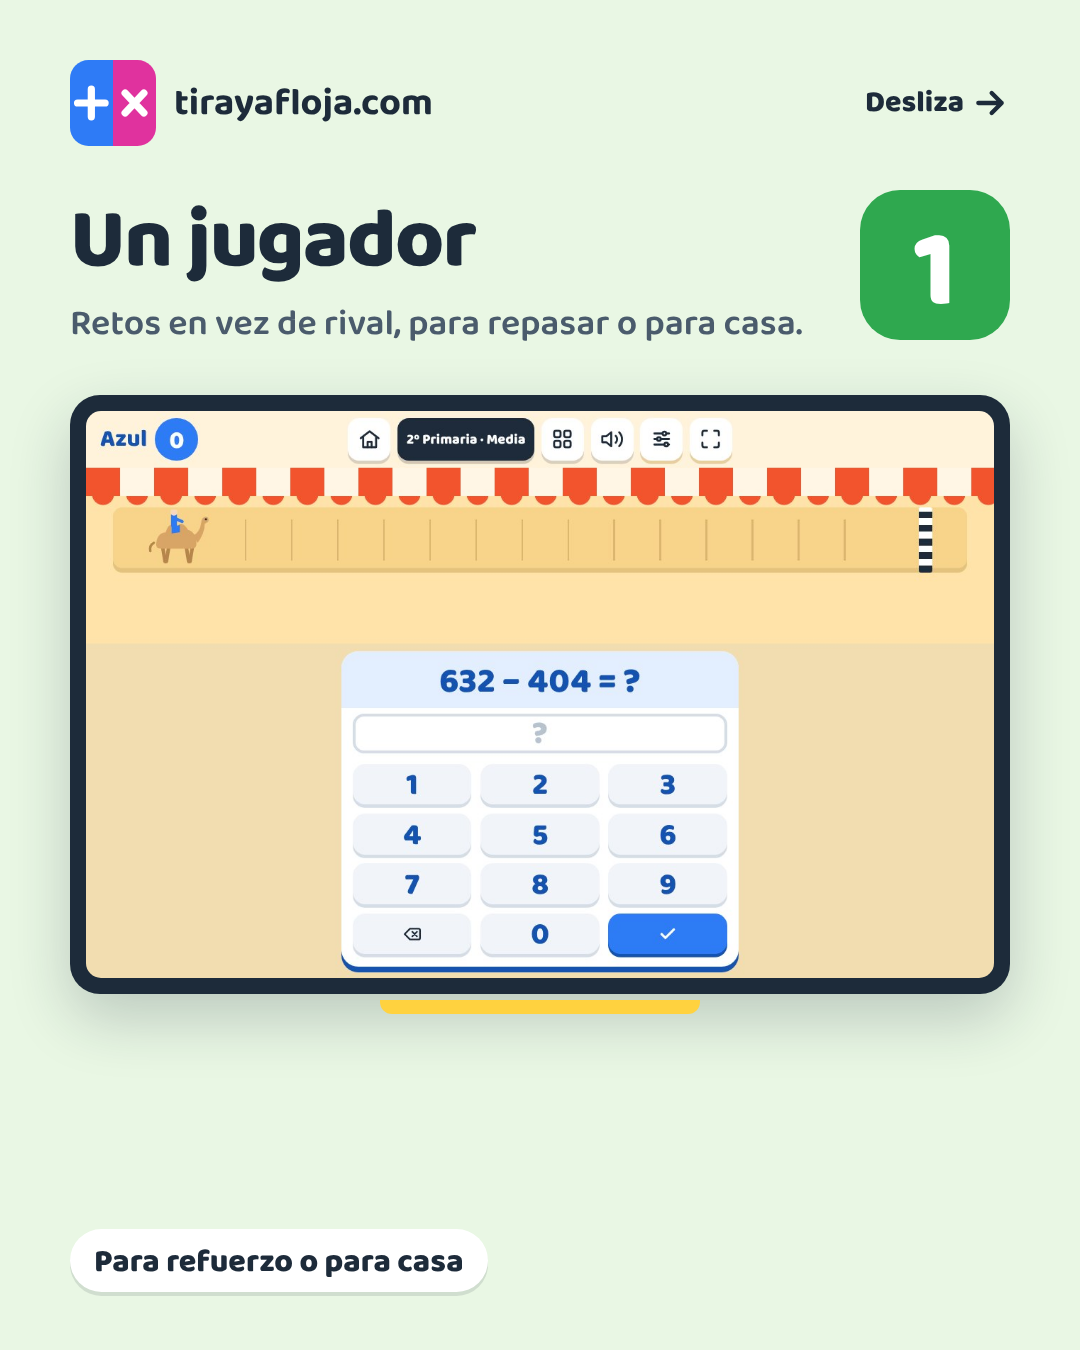 +×
tirayafloja.com
Desliza →
Un jugador
1
Retos en vez de rival, para repasar o para casa.
Azul 0
2º Primaria · Media
632 – 404 = ?
?
1 2 3
4 5 6
7 8 9
0
Para refuerzo o para casa